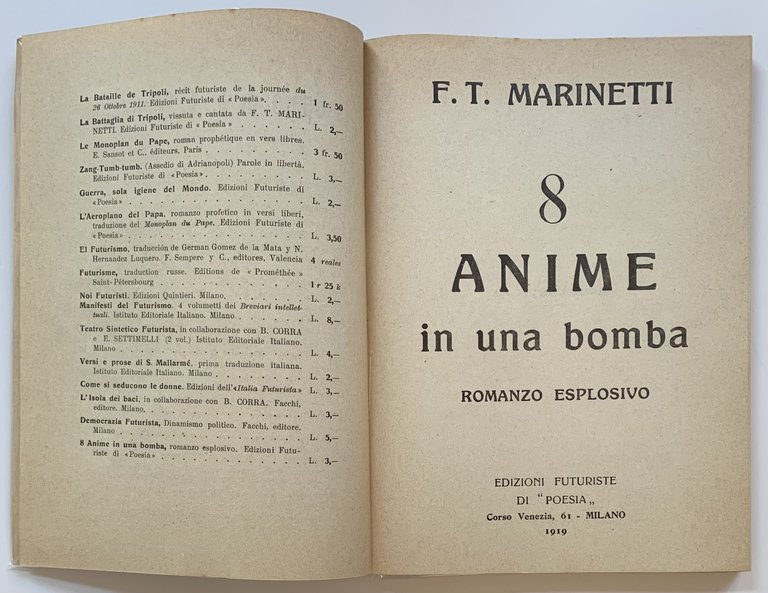 La Bataille de Tripoli, récit futuriste de la journée du
26 Ottobre 1911. Edizioni Futuriste di « Poesia ». . . . . 1 fr. 50
La Battaglia di Tripoli, vissuta e cantata da F. T. MARI-
NETTI. Edizioni Futuriste di « Poesia » . . . . . . L. 2,—
Le Monoplan du Pape, roman prophétique en vers libres.
E. Sansot et C.. éditeurs. Paris . . . . . . . . 3 fr. 50
Zang-Tumb-tumb. (Assedio di Adrianopoli) Parole in libertà.
Edizioni Futuriste di « Poesia ». . . . . . . . L. 3,—
Guerra, sola igiene del Mondo. Edizioni Futuriste di
« Poesia » . . . . . . . . . . . . L. 2,—
L'Aeroplano del Papa, romanzo profetico in versi liberi,
traduzione del Monoplan du Pape. Edizioni Futuriste di
« Poesia » . . . . . . . . . . . . L. 3,50
El Futurismo, traducción de German Gomez de la Mata y N.
Hernandez Luquero. F. Sempere y C., editores, Valencia 4 reales
Futurisme, traduction russe. Editions de « Prométhée »
Saint-Pétersbourg . . . . . . . . . . 1 r 25 k
Noi Futuristi. Edizioni Quintieri. Milano. . . . . . . L. 2,—
Manifesti del Futurismo. 4 volumetti dei Breviari intellet-
tuali. Istituto Editoriale Italiano. Milano . . . . . L. 8,—
Teatro Sintetico Futurista, in collaborazione con B. CORRA
e E. SETTIMELLI (2 vol.) Istituto Editoriale Italiano.
Milano . . . . . . . . . . . . . L. 4,—
Versi e prose di S. Mallarmé. prima traduzione italiana.
Istituto Editoriale Italiano. Milano . . . . . . . L. 2,—
Come si seducono le donne. Edizioni dell'«Italia Futurista» L. 3,—
L'Isola dei baci, in collaborazione con B. CORRA. Facchi,
editore. Milano. . . . . . . . . . . . L. 3,—
Democrazia Futurista, Dinamismo politico. Facchi, editore.
Milano . . . . . . . . . . . . . L. 5,—
8 Anime in una bomba, romanzo esplosivo. Edizioni Futu-
riste di « Poesia » . . . . . . . . . . L. 3,—
F. T. MARINETTI
8
ANIME
in una bomba
ROMANZO ESPLOSIVO
EDIZIONI FUTURISTE
DI "POESIA„
Corso Venezia, 61 - MILANO
1919